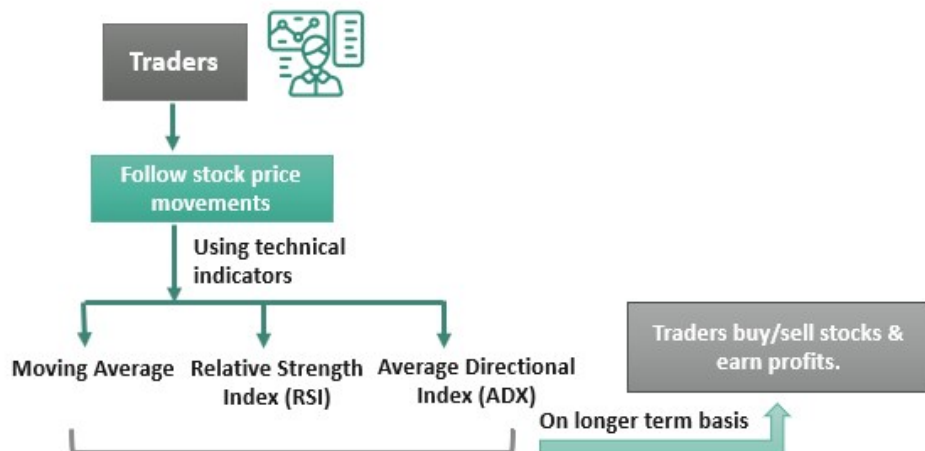 Traders
Follow stock price
movements
Using technical
indicators
Moving Average
Relative Strength
Index (RSI)
Average Directional
Index (ADX)
Traders buy/sell stocks &
earn profits.
On longer term basis